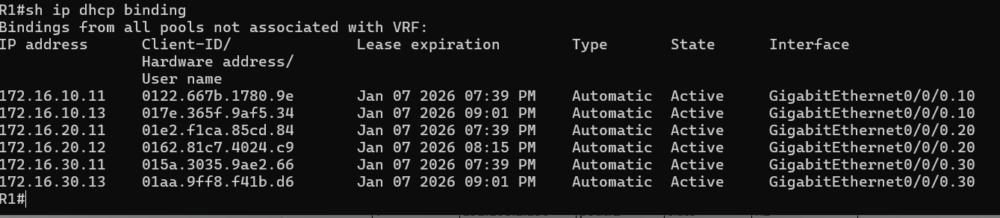 R1#sh ip dhcp binding
Bindings from all pools not associated with VRF:
IP address      Client-ID/              Lease expiration        Type       State      Interface
                Hardware address/
                User name
172.16.10.11    0122.667b.1780.9e       Jan 07 2026 07:39 PM    Automatic  Active     GigabitEthernet0/0/0.10
172.16.10.13    017e.365f.9af5.34       Jan 07 2026 09:01 PM    Automatic  Active     GigabitEthernet0/0/0.10
172.16.20.11    01e2.f1ca.85cd.84       Jan 07 2026 07:39 PM    Automatic  Active     GigabitEthernet0/0/0.20
172.16.20.12    0162.81c7.4024.c9       Jan 07 2026 08:15 PM    Automatic  Active     GigabitEthernet0/0/0.20
172.16.30.11    015a.3035.9ae2.66       Jan 07 2026 07:39 PM    Automatic  Active     GigabitEthernet0/0/0.30
172.16.30.13    01aa.9ff8.f41b.d6       Jan 07 2026 09:01 PM    Automatic  Active     GigabitEthernet0/0/0.30
R1#